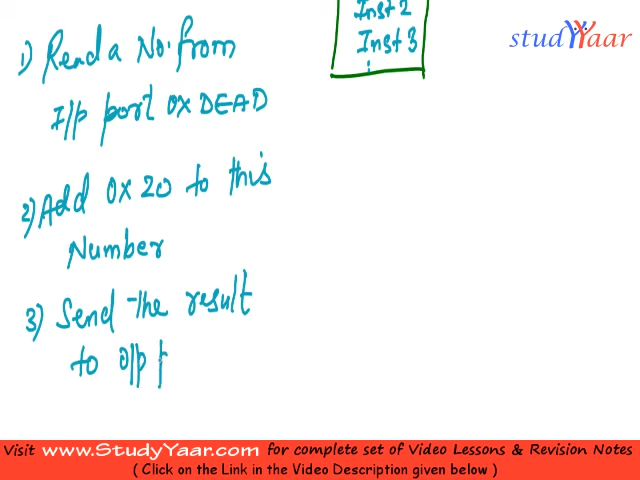 Inst 2
Inst 3
studYYaar
1) Read a No. from
I/p port 0X DEAD
2) Add 0X 20 to this
Number
3) Send the result
to O/p
Visit www.StudyYaar.com for complete set of Video Lessons & Revision Notes
( Click on the Link in the Video Description given below )